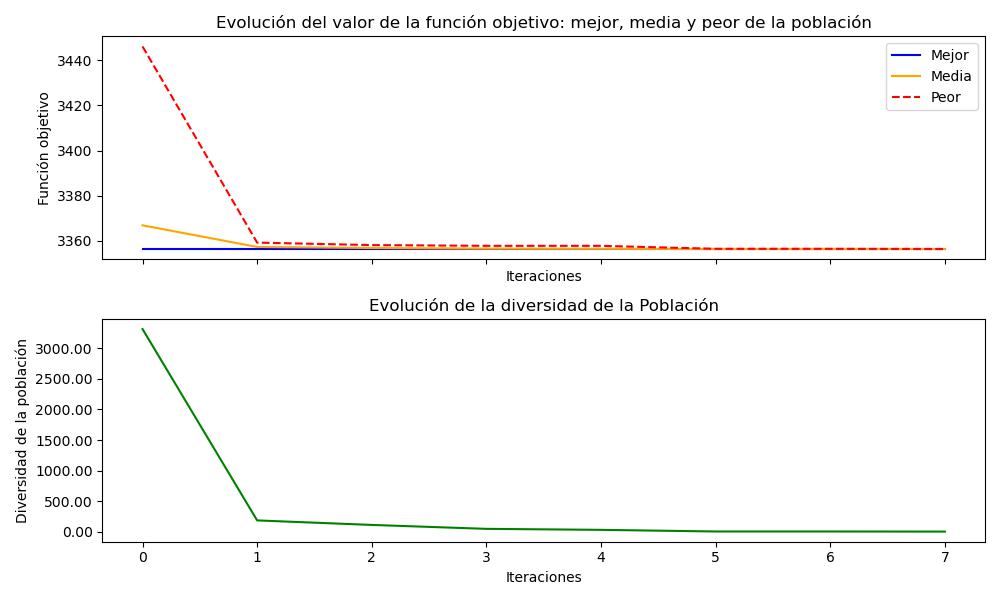 Evolución del valor de la función objetivo: mejor, media y peor de la población
Mejor
Media
Peor
Función objetivo
3440
3420
3400
3380
3360
Iteraciones
Evolución de la diversidad de la Población
Diversidad de la población
3000.00
2500.00
2000.00
1500.00
1000.00
500.00
0.00
0 1 2 3 4 5 6 7
Iteraciones